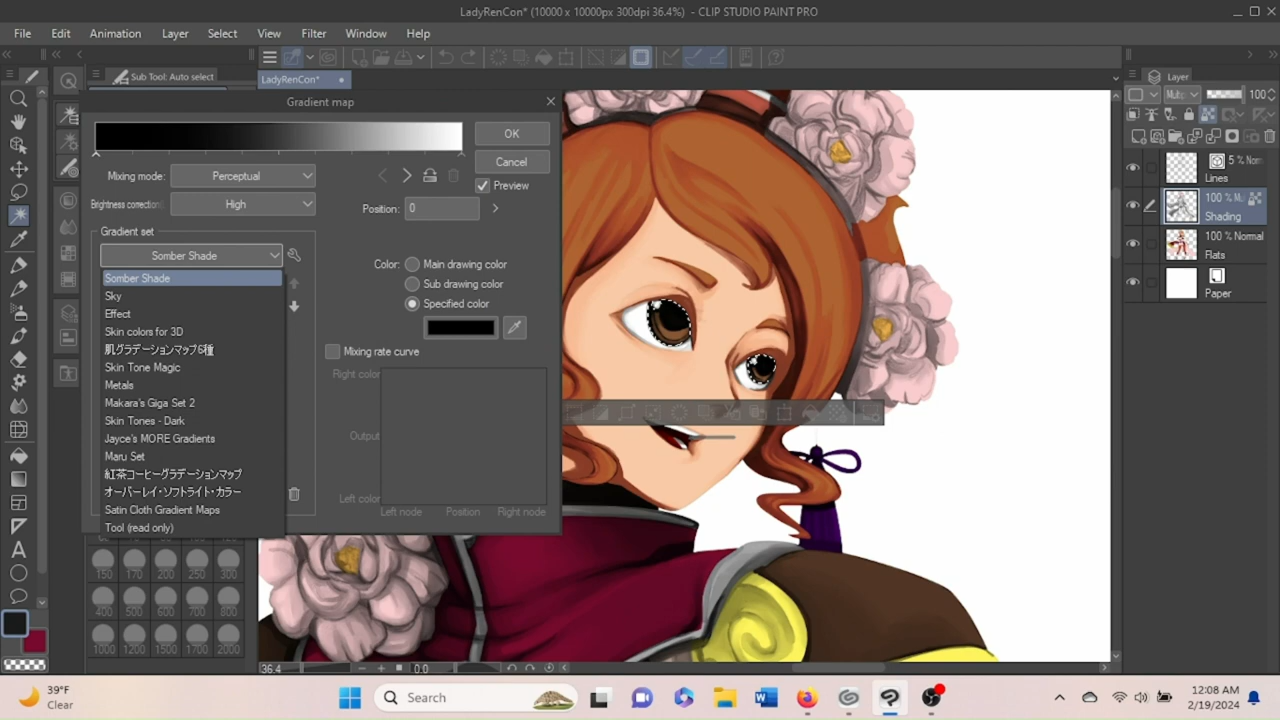 LadyRenCon* (10000 x 10000px 300dpi 36.4%) - CLIP STUDIO PAINT PRO
File Edit Animation Layer Select View Filter Window Help
Sub Tool: Auto select
LadyRenCon*
Layer
Gradient map
OK
Mixing mode: Perceptual
Cancel
Preview
Brightness correction: High
Position: 0
Gradient set
Somber Shade
Color: Main drawing color
Sub drawing color
Specified color
Mixing rate curve
Right color
Output
Left color
Left node Position Right node
Somber Shade
Sky
Effect
Skin colors for 3D
肌グラデーションマップ6種
Skin Tone Magic
Metals
Makara's Giga Set 2
Skin Tones - Dark
Jayce's MORE Gradients
Maru Set
紅茶コーヒーグラデーションマップ
オーバーレイ・ソフトライト・カラー
Satin Cloth Gradient Maps
Tool (read only)
150 170 200 250 300
400 500 600 700 800
1000 1200 1500 1700 2000
Multip 100
5 % Norm
Lines
100 % M
Shading
100 % Normal
Flats
Paper
36.4 0.0
39°F
Clear
Search
12:08 AM
2/19/2024